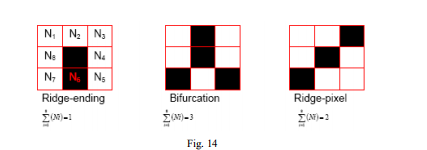 N₁ N₂ N₃
N₈ N₄
N₇ N₆ N₅
Ridge-ending Bifurcation Ridge-pixel
∑(Ni)=1 ∑(Ni)=3 ∑(Ni)=2
Fig. 14